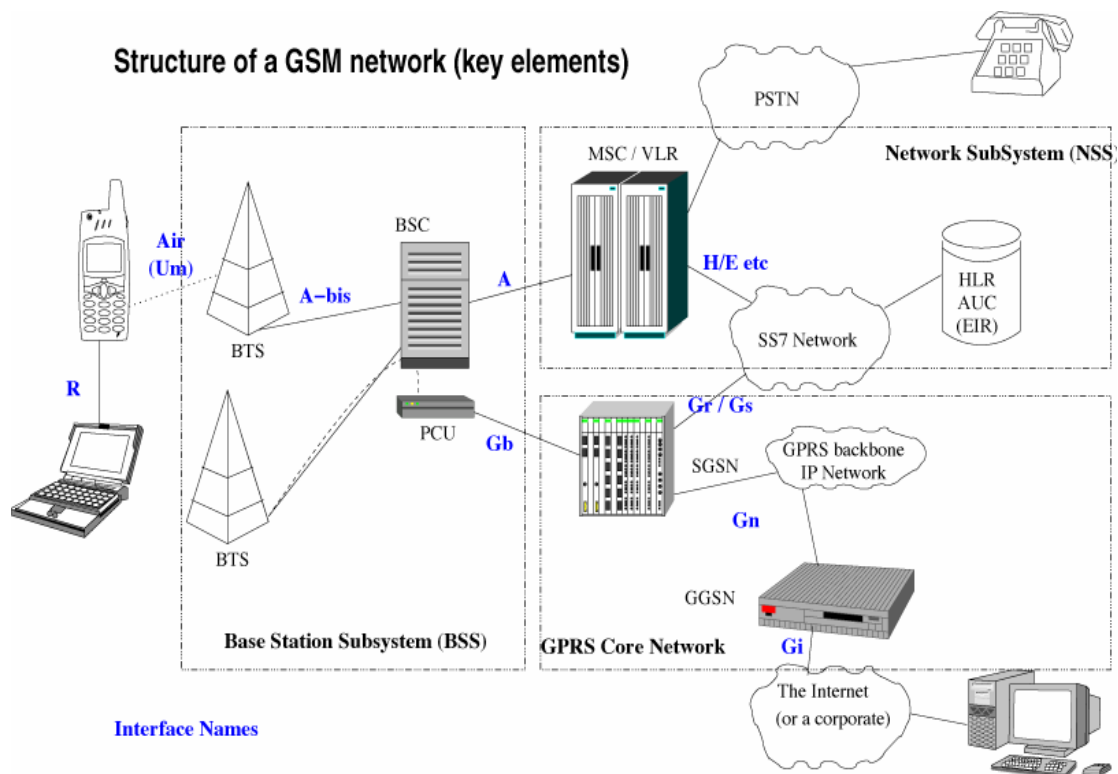 Structure of a GSM network (key elements)
PSTN
MSC / VLR
Network SubSystem (NSS)
BSC
Air
(Um)
A-bis
A
H/E etc
HLR
AUC
(EIR)
BTS
SS7 Network
R
PCU
Gb
Gr / Gs
SGSN
GPRS backbone
IP Network
Gn
BTS
GGSN
Base Station Subsystem (BSS)
GPRS Core Network
Gi
The Internet
(or a corporate)
Interface Names